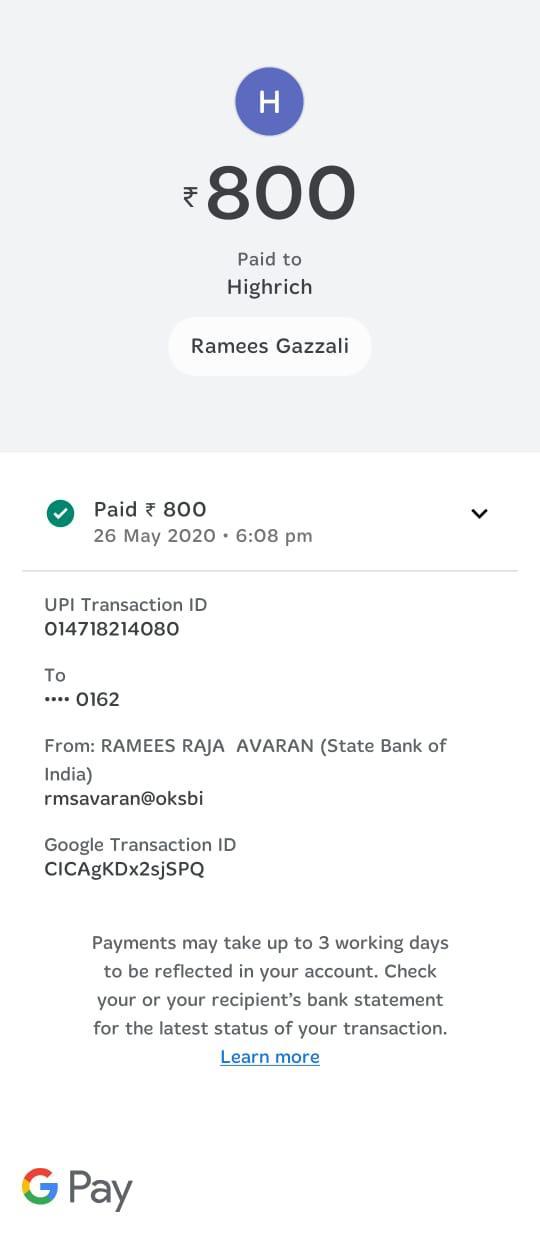 H
₹800
Paid to
Highrich
Ramees Gazzali
Paid ₹ 800
26 May 2020 • 6:08 pm
UPI Transaction ID
014718214080
To
•••• 0162
From: RAMEES RAJA  AVARAN (State Bank of
India)
rmsavaran@oksbi
Google Transaction ID
CICAgKDx2sjSPQ
Payments may take up to 3 working days
to be reflected in your account. Check
your or your recipient's bank statement
for the latest status of your transaction.
Learn more
G Pay